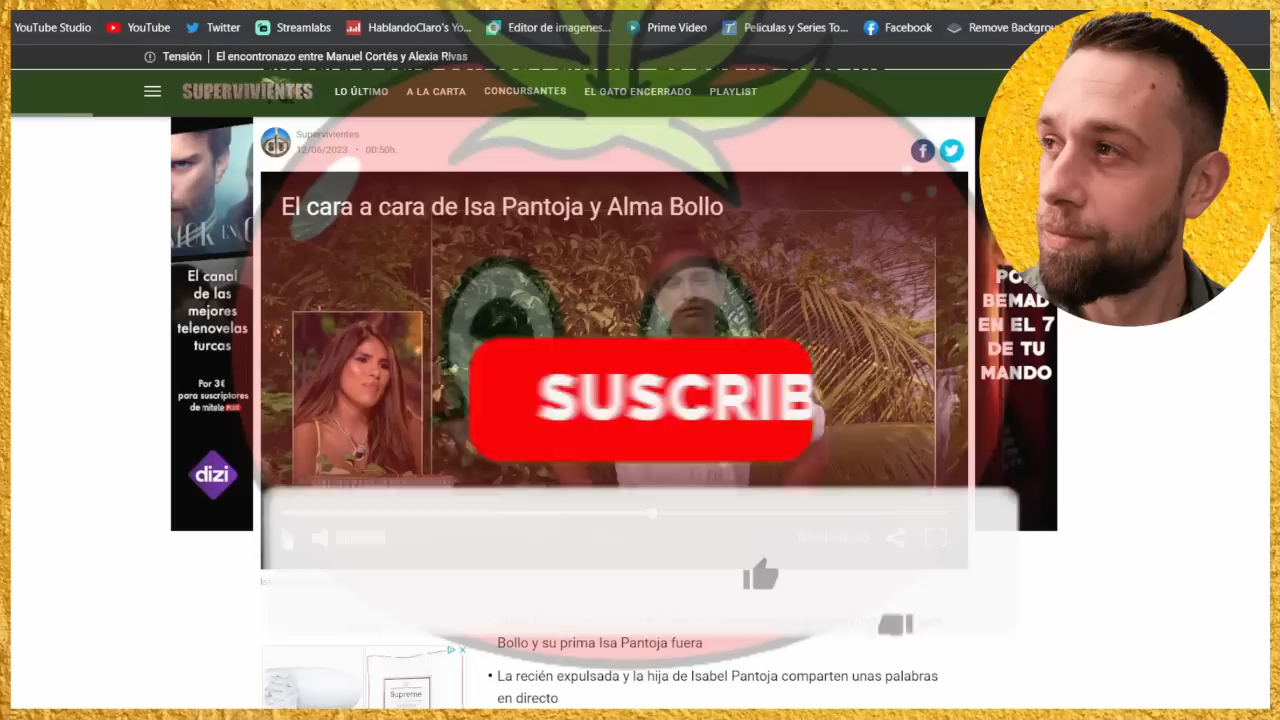 YouTube Studio
YouTube
Twitter
Streamlabs
HablandoClaro's Yo...
Editor de imagenes...
Prime Video
Peliculas y Series To...
Facebook
Remove Backgrou
Tensión | El encontronazo entre Manuel Cortés y Alexia Rivas
SUPERVIVIENTES
LO ÚLTIMO
A LA CARTA
CONCURSANTES
EL GATO ENCERRADO
PLAYLIST
Supervivientes
12/06/2023 · 00:50h.
El cara a cara de Isa Pantoja y Alma Bollo
El canal
de las
mejores
telenovelas
turcas
Por 3€
para suscriptores
de mitele PLUS
dizi
BEMAD
EN EL 7
DE TU
MANDO
SUSCRIB
Bollo y su prima Isa Pantoja fuera
• La recién expulsada y la hija de Isabel Pantoja comparten unas palabras
en directo
Supreme